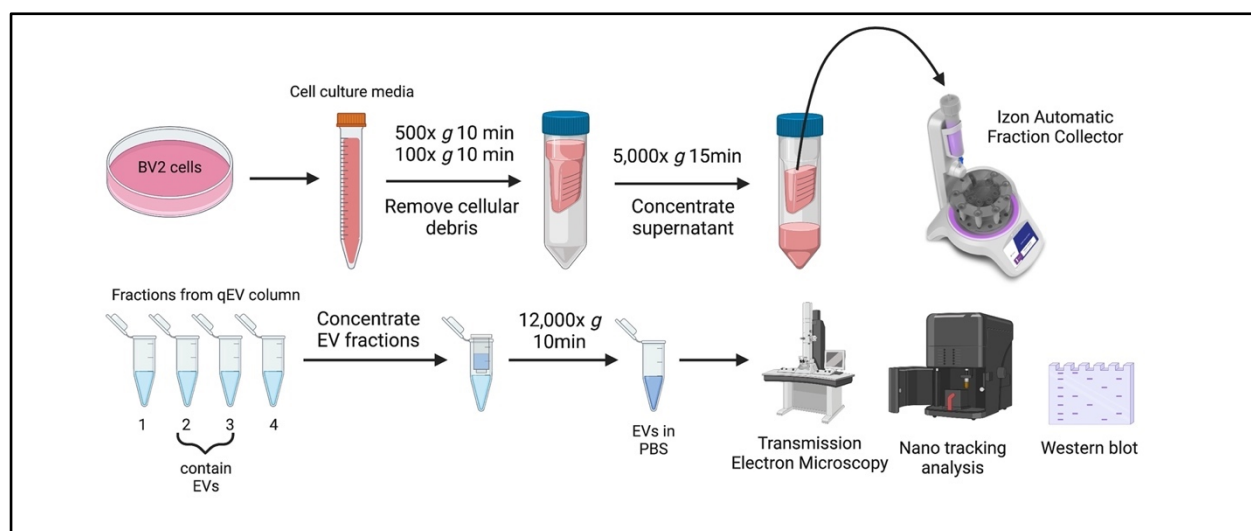 Cell culture media
BV2 cells
500x g 10 min
100x g 10 min
Remove cellular
debris
5,000x g 15min
Concentrate
supernatant
Izon Automatic
Fraction Collector
Fractions from qEV column
1
2
3
4
contain
EVs
Concentrate
EV fractions
12,000x g
10min
EVs in
PBS
Transmission
Electron Microscopy
Nano tracking
analysis
Western blot